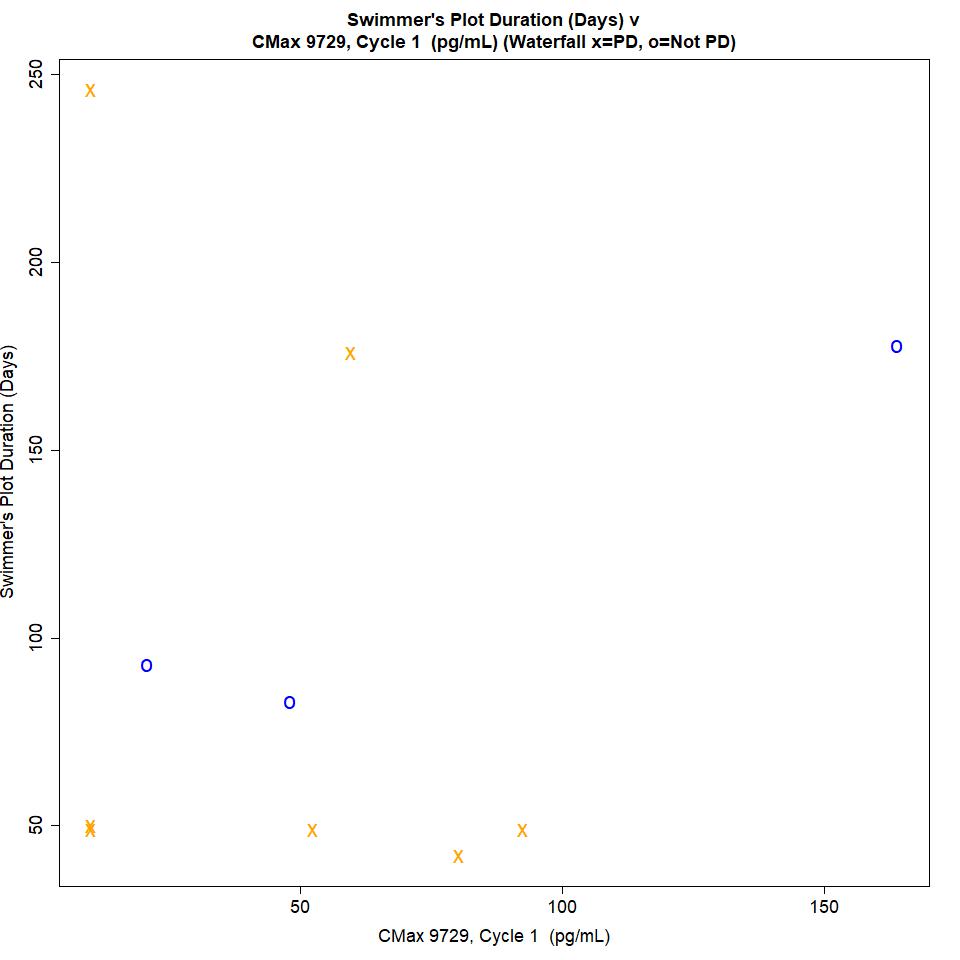 Swimmer's Plot Duration (Days) v
CMax 9729, Cycle 1  (pg/mL) (Waterfall x=PD, o=Not PD)
Swimmer's Plot Duration (Days)
250
200
150
100
50
X
X
O
O
O
X
X
X
X
X
50
100
150
CMax 9729, Cycle 1  (pg/mL)